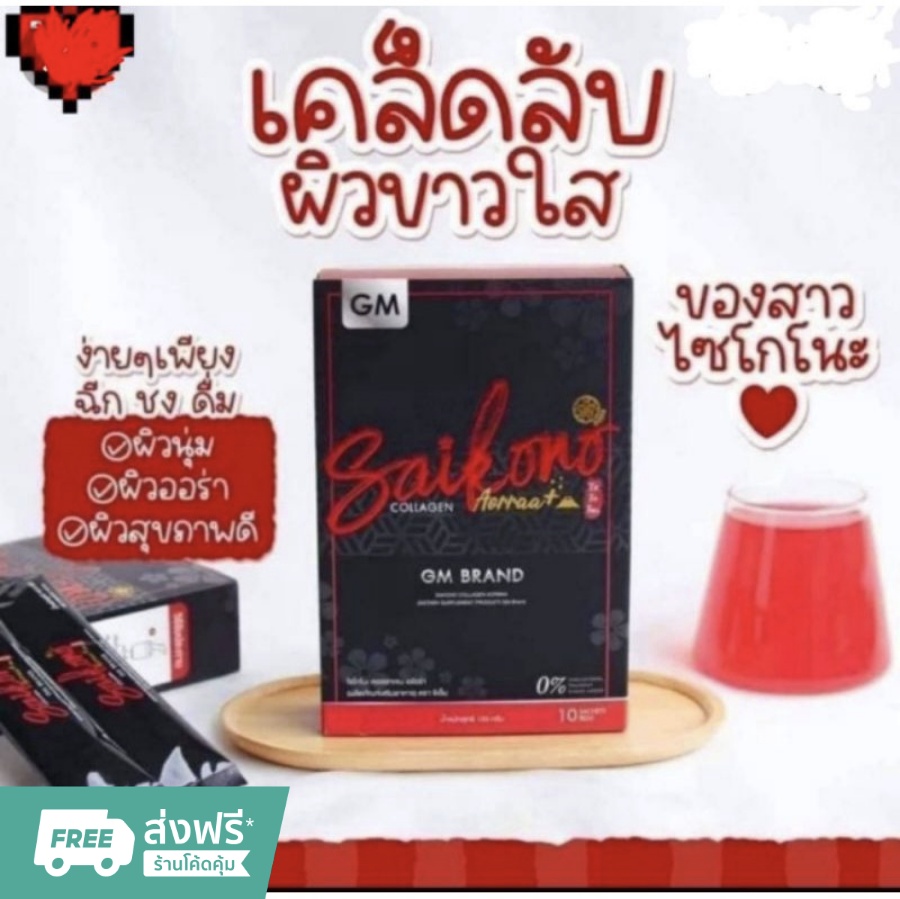 เคล็ดลับ
ผิวขาวใส
ของสาว
ไซโกโนะ
ง่ายๆเพียง
ฉีก ชง ดื่ม
ผิวนุ่ม
ผิวออร่า
ผิวสุขภาพดี
GM
Saikono
COLLAGEN
Aorraa+
GM BRAND
0%
10
FREE
ส่งฟรี*
ร้านโค้ดคุ้ม